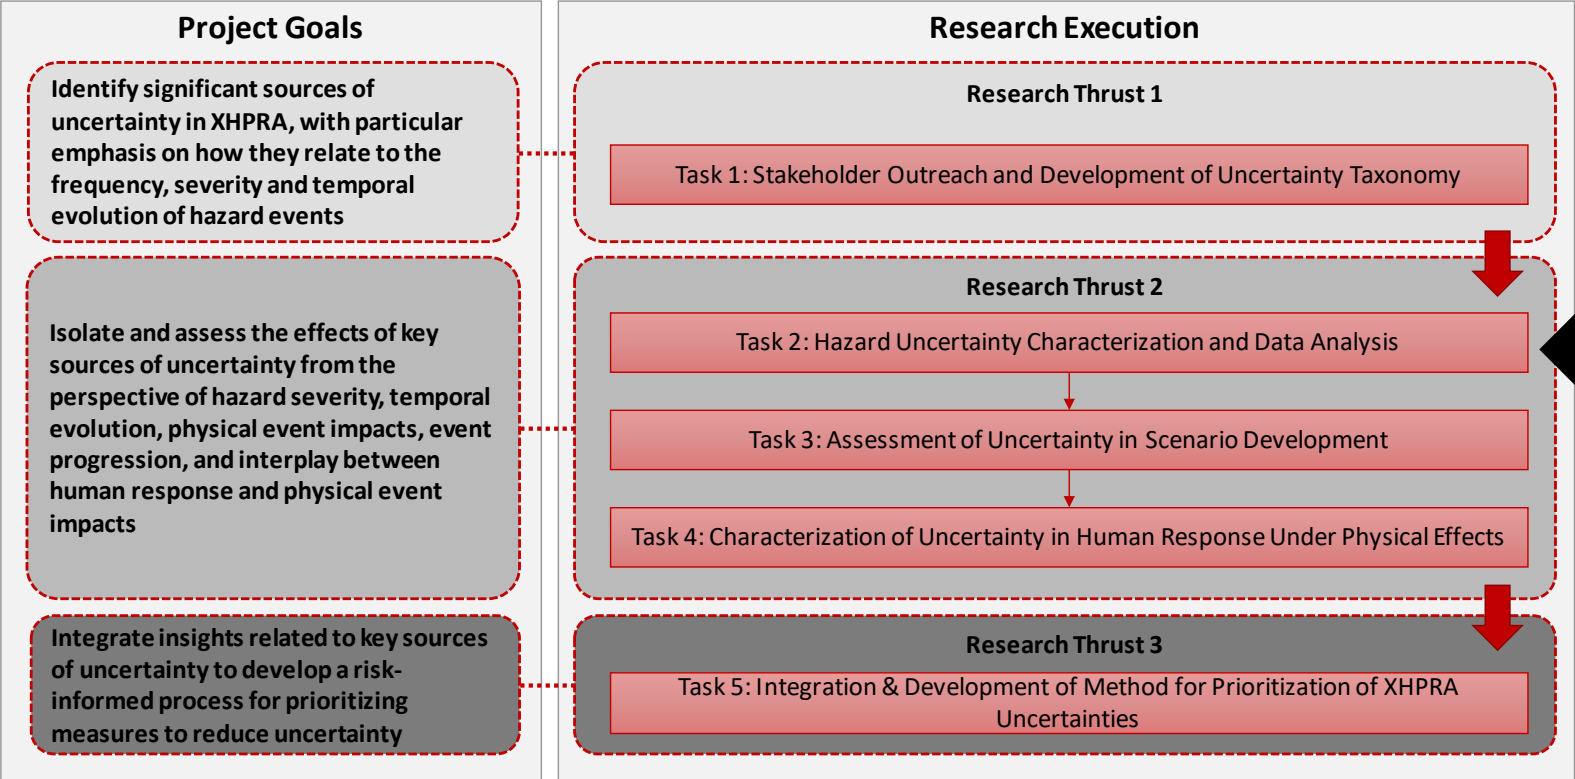 Project Goals
Identify significant sources of
uncertainty in XHPRA, with particular
emphasis on how they relate to the
frequency, severity and temporal
evolution of hazard events
Isolate and assess the effects of key
sources of uncertainty from the
perspective of hazard severity, temporal
evolution, physical event impacts, event
progression, and interplay between
human response and physical event
impacts
Integrate insights related to key sources
of uncertainty to develop a risk-
informed process for prioritizing
measures to reduce uncertainty
Research Execution
Research Thrust 1
Task 1: Stakeholder Outreach and Development of Uncertainty Taxonomy
Research Thrust 2
Task 2: Hazard Uncertainty Characterization and Data Analysis
Task 3: Assessment of Uncertainty in Scenario Development
Task 4: Characterization of Uncertainty in Human Response Under Physical Effects
Research Thrust 3
Task 5: Integration & Development of Method for Prioritization of XHPRA
Uncertainties